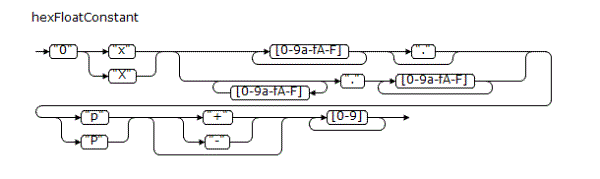 hexFloatConstant
"0" "x" [0-9a-fA-F] "."
"X" [0-9a-fA-F] "." [0-9a-fA-F]
"p" "+" [0-9]
"P" "-"